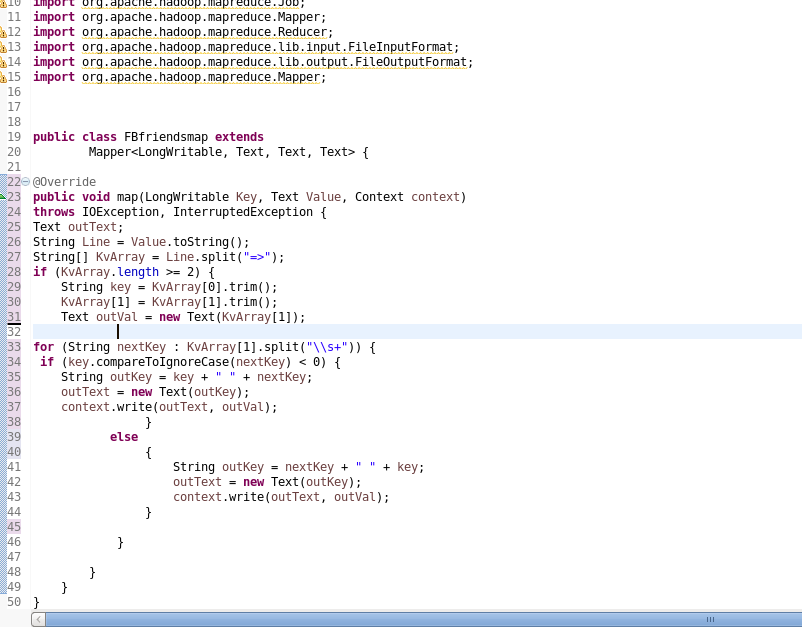 10 import org.apache.hadoop.mapreduce.Job;
11 import org.apache.hadoop.mapreduce.Mapper;
12 import org.apache.hadoop.mapreduce.Reducer;
13 import org.apache.hadoop.mapreduce.lib.input.FileInputFormat;
14 import org.apache.hadoop.mapreduce.lib.output.FileOutputFormat;
15 import org.apache.hadoop.mapreduce.Mapper;
16
17
18
19 public class FBfriendsmap extends
20 Mapper<LongWritable, Text, Text, Text> {
21
22 @Override
23 public void map(LongWritable Key, Text Value, Context context)
24 throws IOException, InterruptedException {
25 Text outText;
26 String Line = Value.toString();
27 String[] KvArray = Line.split("=>");
28 if (KvArray.length >= 2) {
29 String key = KvArray[0].trim();
30 KvArray[1] = KvArray[1].trim();
31 Text outVal = new Text(KvArray[1]);
32
33 for (String nextKey : KvArray[1].split("\\s+")) {
34 if (key.compareToIgnoreCase(nextKey) < 0) {
35 String outKey = key + " " + nextKey;
36 outText = new Text(outKey);
37 context.write(outText, outVal);
38 }
39 else
40 {
41 String outKey = nextKey + " " + key;
42 outText = new Text(outKey);
43 context.write(outText, outVal);
44 }
45
46 }
47
48 }
49 }
50 }